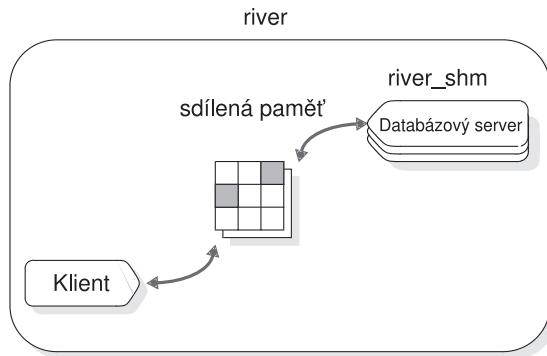 river
river_shm
sdílená paměť
Databázový server
Klient